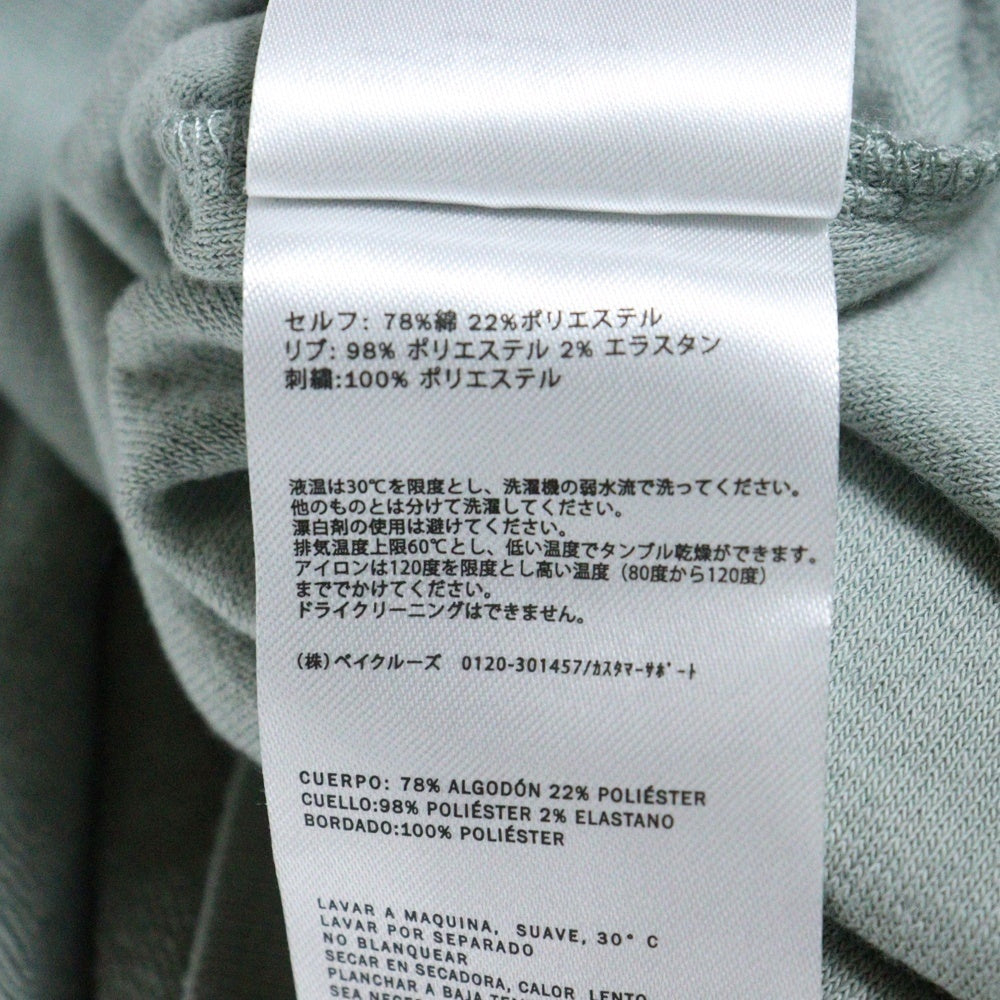 セルフ: 78%綿 22%ポリエステル
リブ: 98% ポリエステル 2% エラスタン
刺繍:100% ポリエステル
液温は30℃を限度とし、洗濯機の弱水流で洗ってください。
他のものとは分けて洗濯してください。
漂白剤の使用は避けてください。
排気温度上限60℃とし、低い温度でタンブル乾燥ができます。
アイロンは120度を限度とし高い温度（80度から120度）
まででかけてください。
ドライクリーニングはできません。
(株)ベイクルーズ 0120-301457/ｶｽﾀﾏｰｻﾎﾟｰﾄ
CUERPO: 78% ALGODÓN 22% POLIÉSTER
CUELLO:98% POLIÉSTER 2% ELASTANO
BORDADO:100% POLIÉSTER
LAVAR A MAQUINA, SUAVE, 30° C
LAVAR POR SEPARADO
NO BLANQUEAR
SECAR EN SECADORA, CALOR LENTO
PLANCHAR A BAJA
SEA